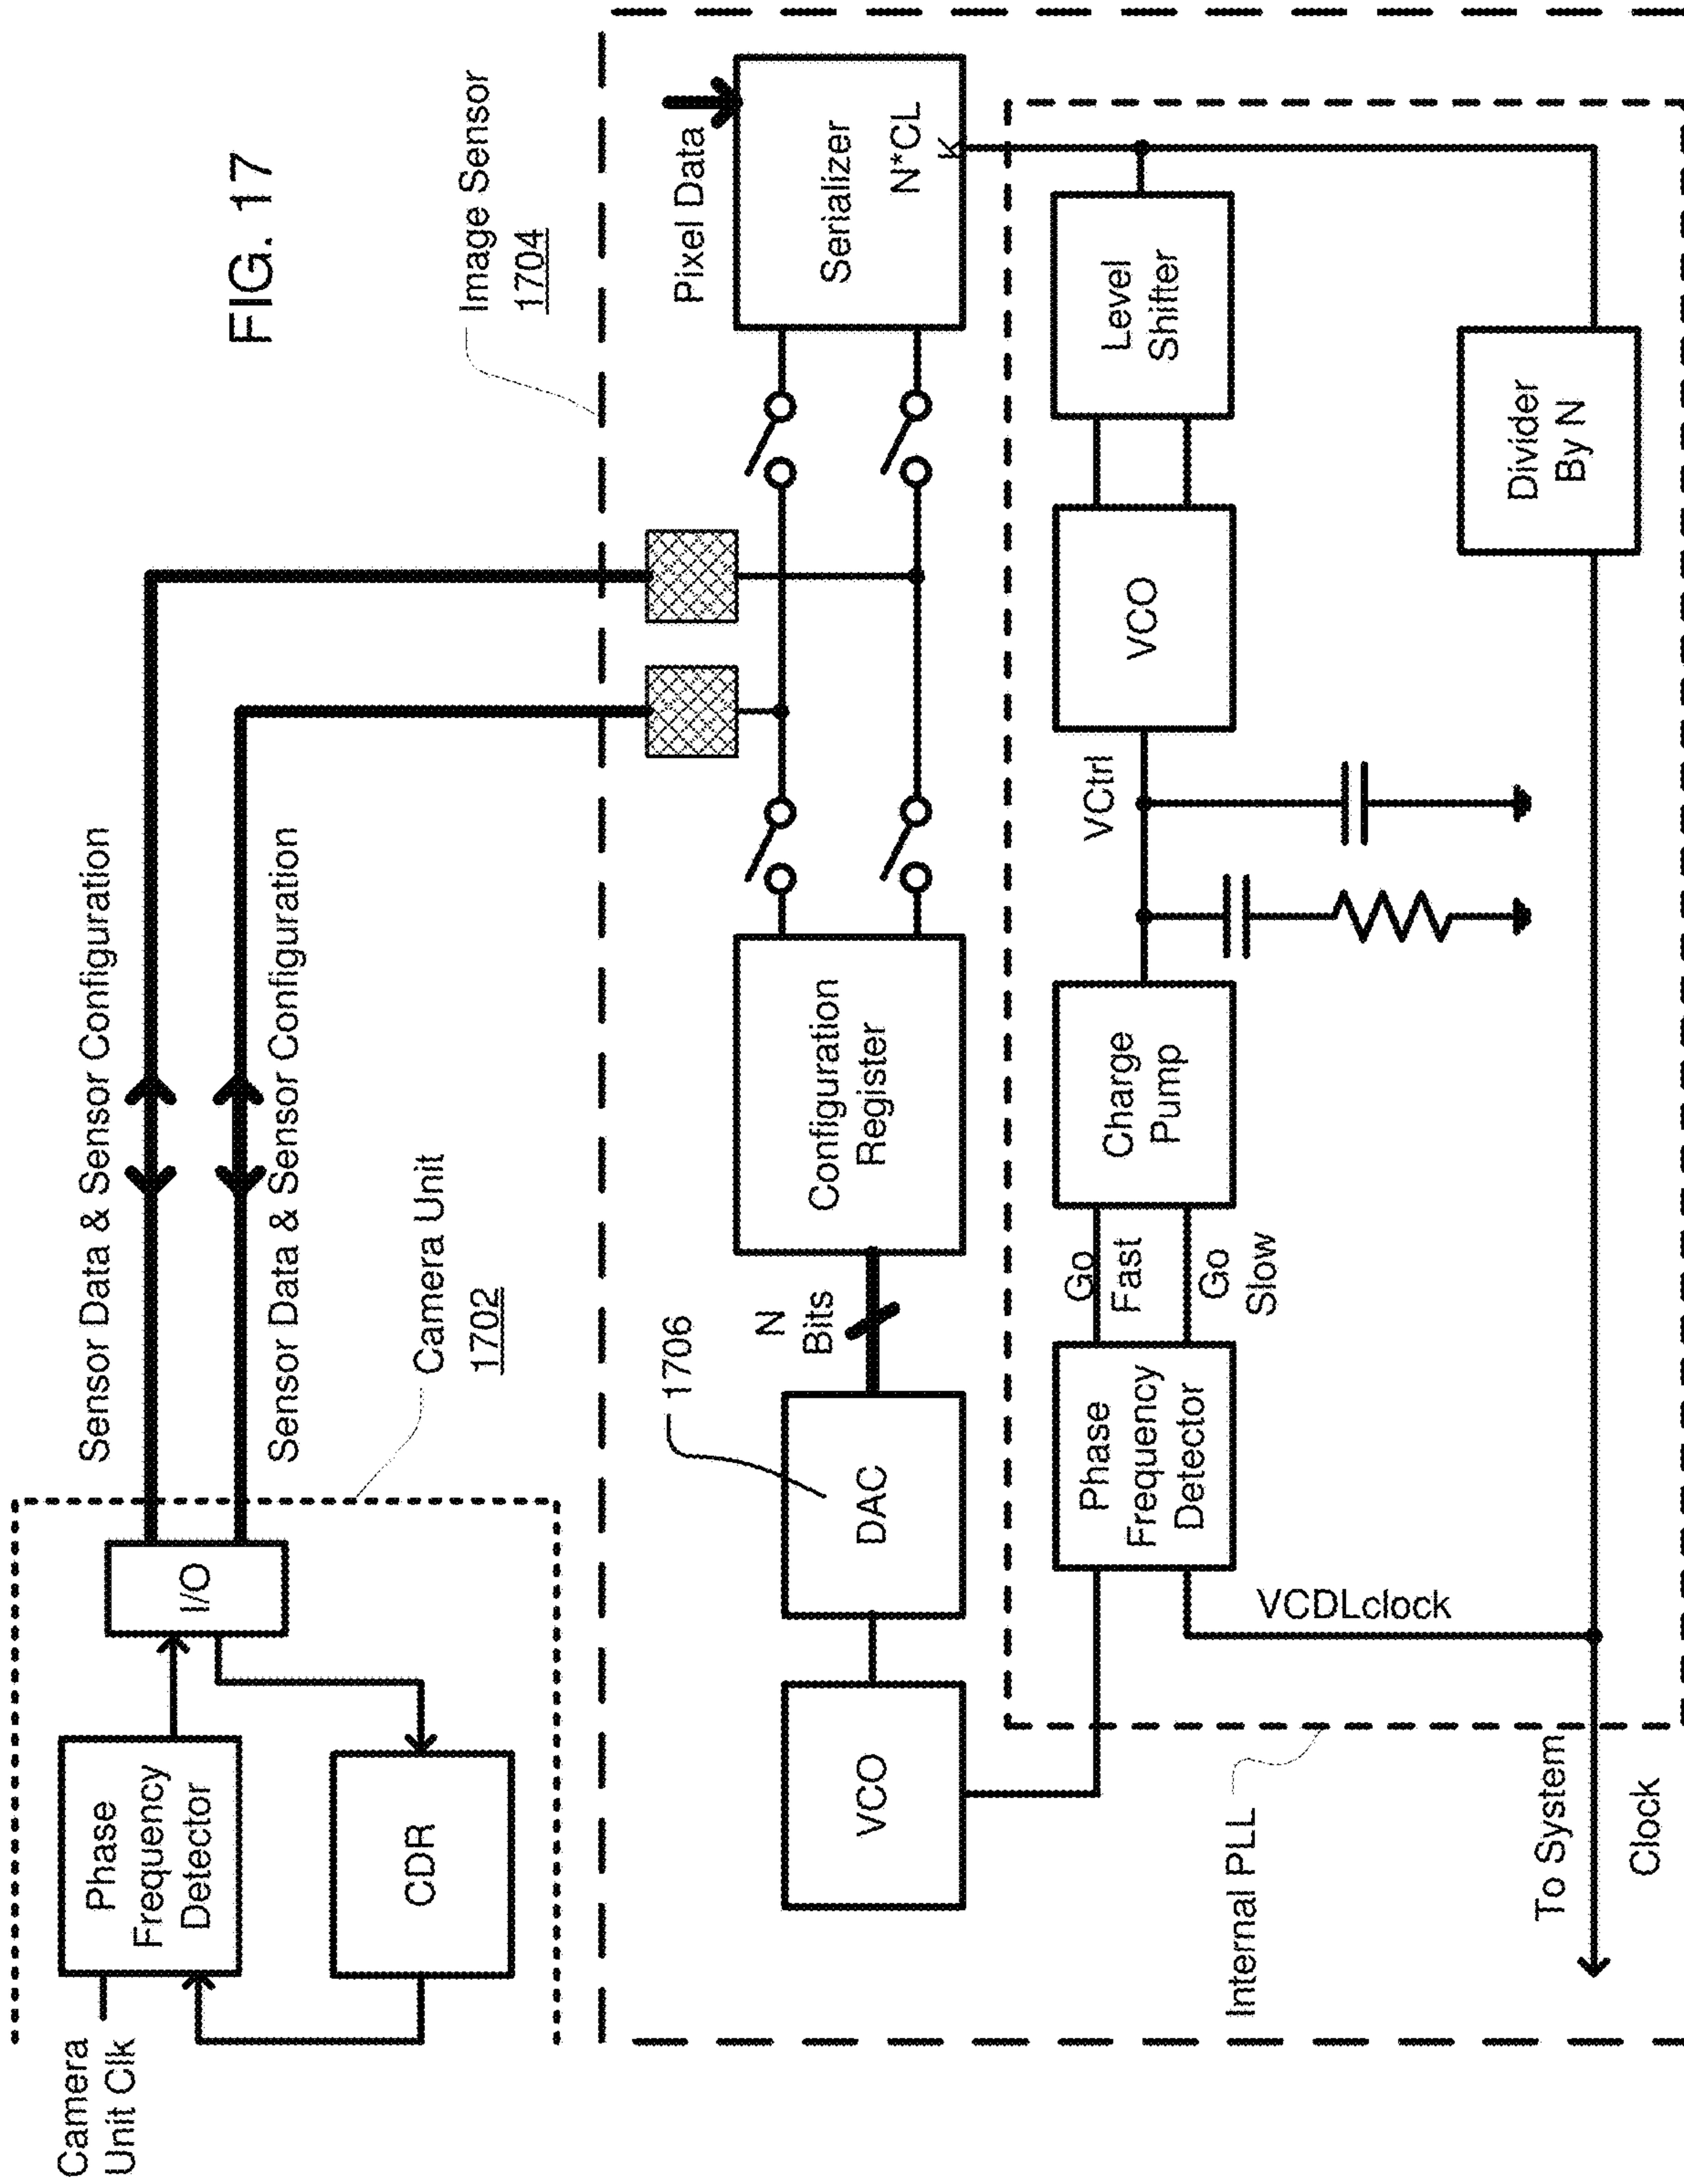 FIG. 17
Camera
Unit Clk
Phase
Frequency
Detector
CDR
I/O
Sensor Data & Sensor Configuration
Sensor Data & Sensor Configuration
Camera Unit
1702
Image Sensor
1704
VCO
DAC
1706
N
Bits
Configuration
Register
Pixel Data
Serializer
N*CL
K
Internal PLL
Phase
Frequency
Detector
Go
Fast
Go
Slow
Charge
Pump
VCtrl
VCO
Level
Shifter
VCDLclock
Divider
By N
To System
Clock